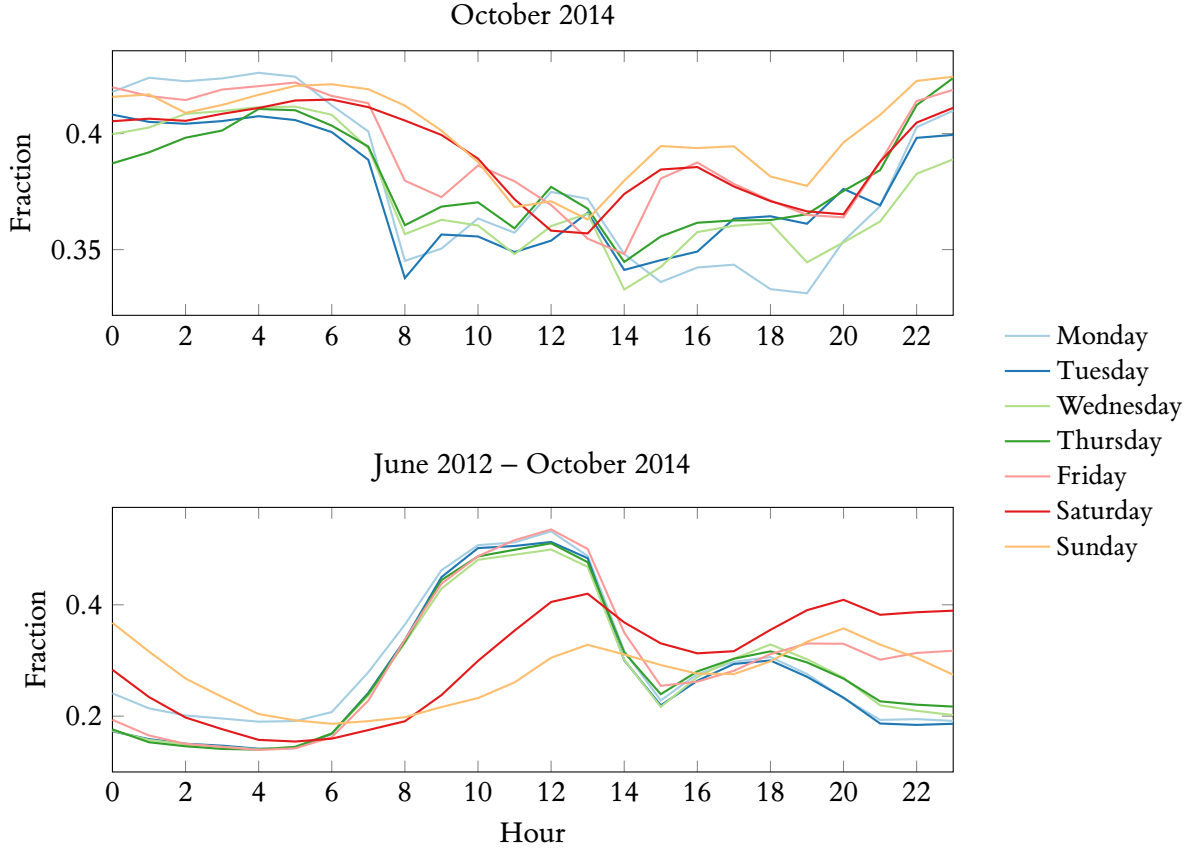 October 2014
Fraction
0.4
0.35
0 2 4 6 8 10 12 14 16 18 20 22
Monday
Tuesday
Wednesday
Thursday
Friday
Saturday
Sunday
June 2012 – October 2014
Fraction
0.4
0.2
0 2 4 6 8 10 12 14 16 18 20 22
Hour